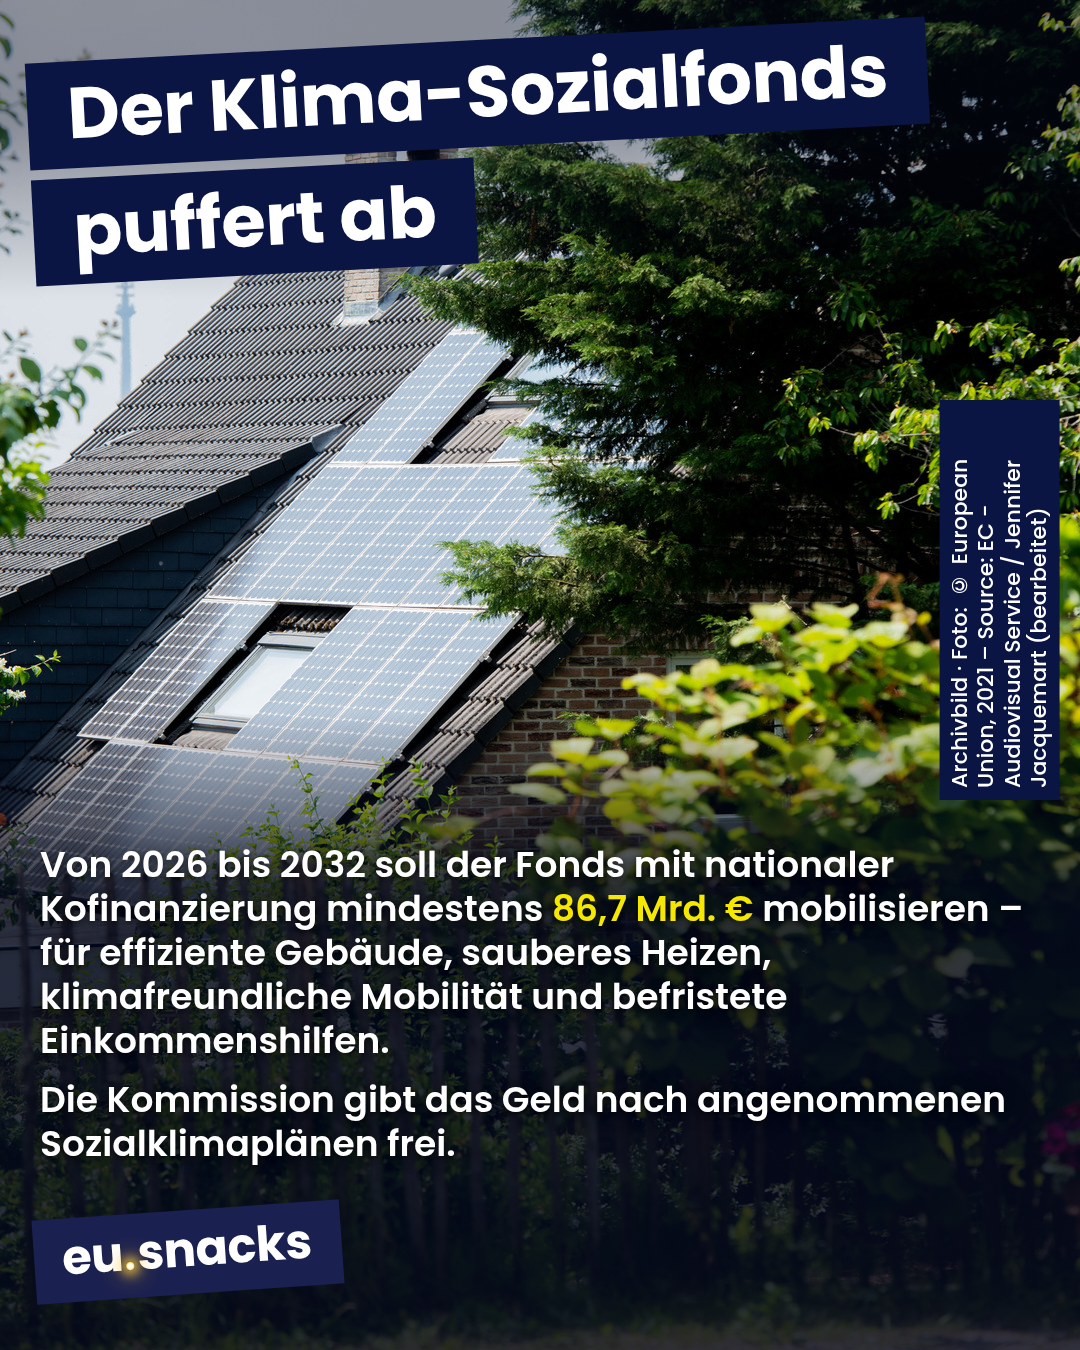 Der Klima-Sozialfonds
puffert ab
Archivbild · Foto: © European
Union, 2021 – Source: EC -
Audiovisual Service / Jennifer
Jacquemart (bearbeitet)
Von 2026 bis 2032 soll der Fonds mit nationaler
Kofinanzierung mindestens 86,7 Mrd. € mobilisieren –
für effiziente Gebäude, sauberes Heizen,
klimafreundliche Mobilität und befristete
Einkommenshilfen.
Die Kommission gibt das Geld nach angenommenen
Sozialklimaplänen frei.
eu.snacks